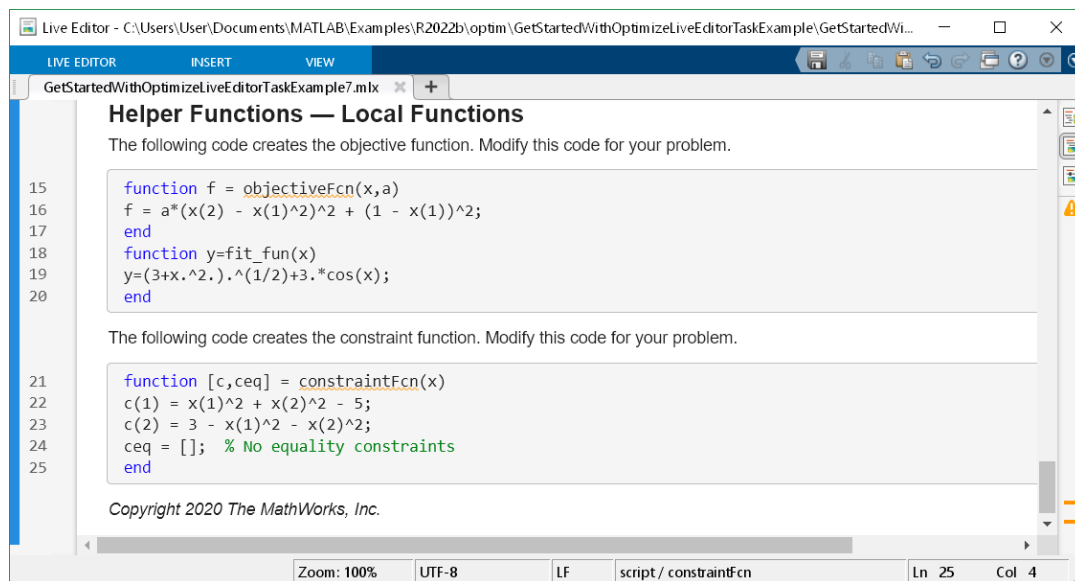 Live Editor - C:\Users\User\Documents\MATLAB\Examples\R2022b\optim\GetStartedWithOptimizeLiveEditorTaskExample\GetStartedWi...
LIVE EDITOR INSERT VIEW
GetStartedWithOptimizeLiveEditorTaskExample7.mlx
Helper Functions — Local Functions
The following code creates the objective function. Modify this code for your problem.
15 function f = objectiveFcn(x,a)
16 f = a*(x(2) - x(1)^2)^2 + (1 - x(1))^2;
17 end
18 function y=fit_fun(x)
19 y=(3+x.^2.).^(1/2)+3.*cos(x);
20 end
The following code creates the constraint function. Modify this code for your problem.
21 function [c,ceq] = constraintFcn(x)
22 c(1) = x(1)^2 + x(2)^2 - 5;
23 c(2) = 3 - x(1)^2 - x(2)^2;
24 ceq = []; % No equality constraints
25 end
Copyright 2020 The MathWorks, Inc.
Zoom: 100% UTF-8 LF script / constraintFcn Ln 25 Col 4